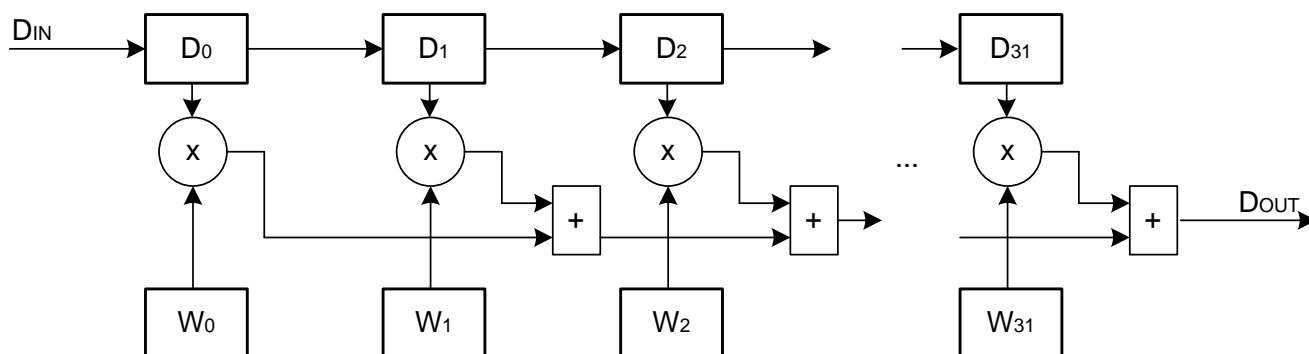 DIN
D0
D1
D2
D31
x
x
x
...
x
+
+
+
DOUT
W0
W1
W2
W31